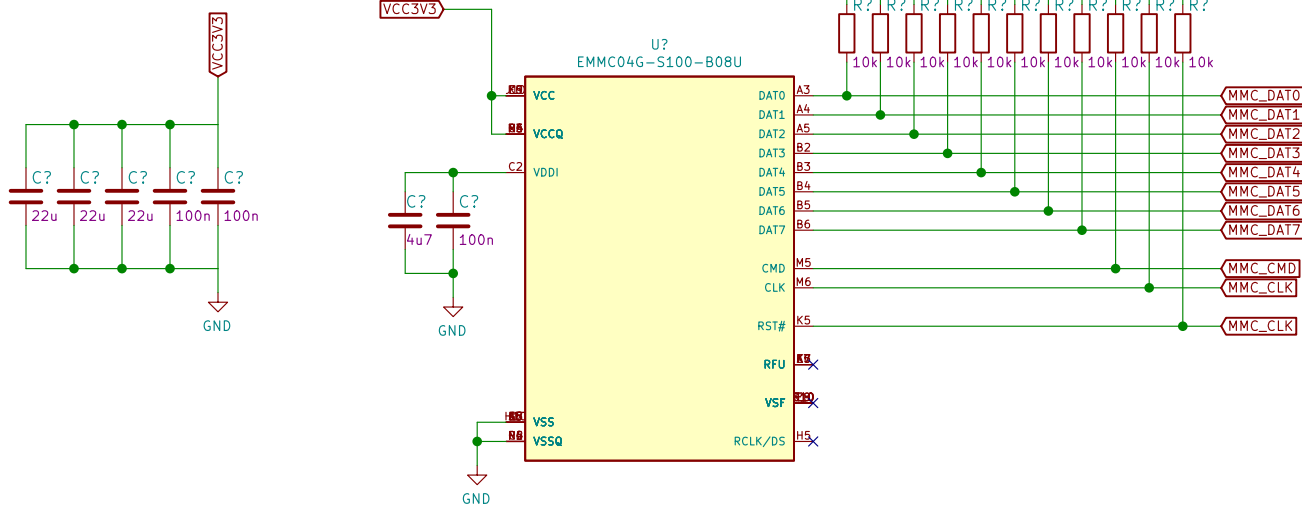 VCC3V3
C?
22u
C?
22u
C?
22u
C?
100n
C?
100n
GND
VCC3V3
U?
EMMC04G-S100-B08U
VCC
VCCQ
C2 VDDI
C?
4u7
C?
100n
GND
VSS
VSSQ
GND
DAT0 A3
DAT1 A4
DAT2 A5
DAT3 B2
DAT4 B3
DAT5 B4
DAT6 B5
DAT7 B6
CMD M5
CLK M6
RST# K5
RFU
VSF
RCLK/DS H5
R? R? R? R? R? R? R? R? R? R? R?
10k 10k 10k 10k 10k 10k 10k 10k 10k 10k 10k
MMC_DAT0
MMC_DAT1
MMC_DAT2
MMC_DAT3
MMC_DAT4
MMC_DAT5
MMC_DAT6
MMC_DAT7
MMC_CMD
MMC_CLK
MMC_CLK